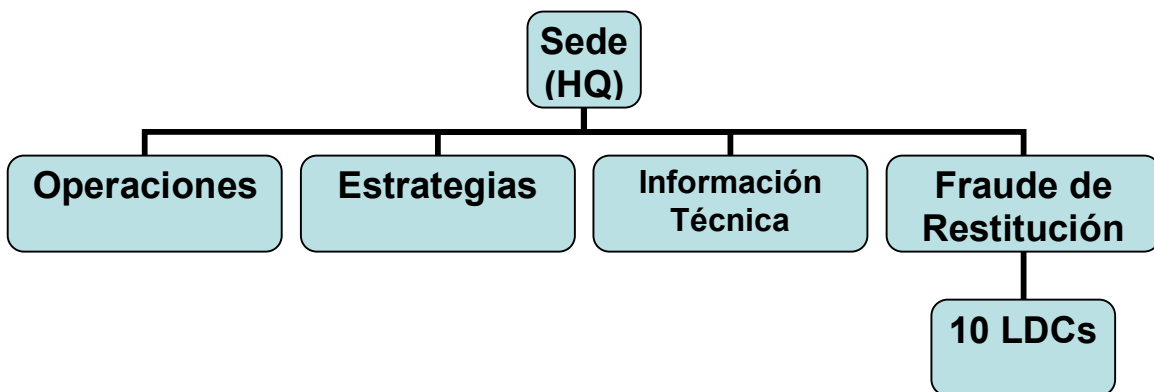 Sede
(HQ)
Operaciones
Estrategias
Información
Técnica
Fraude de
Restitución
10 LDCs